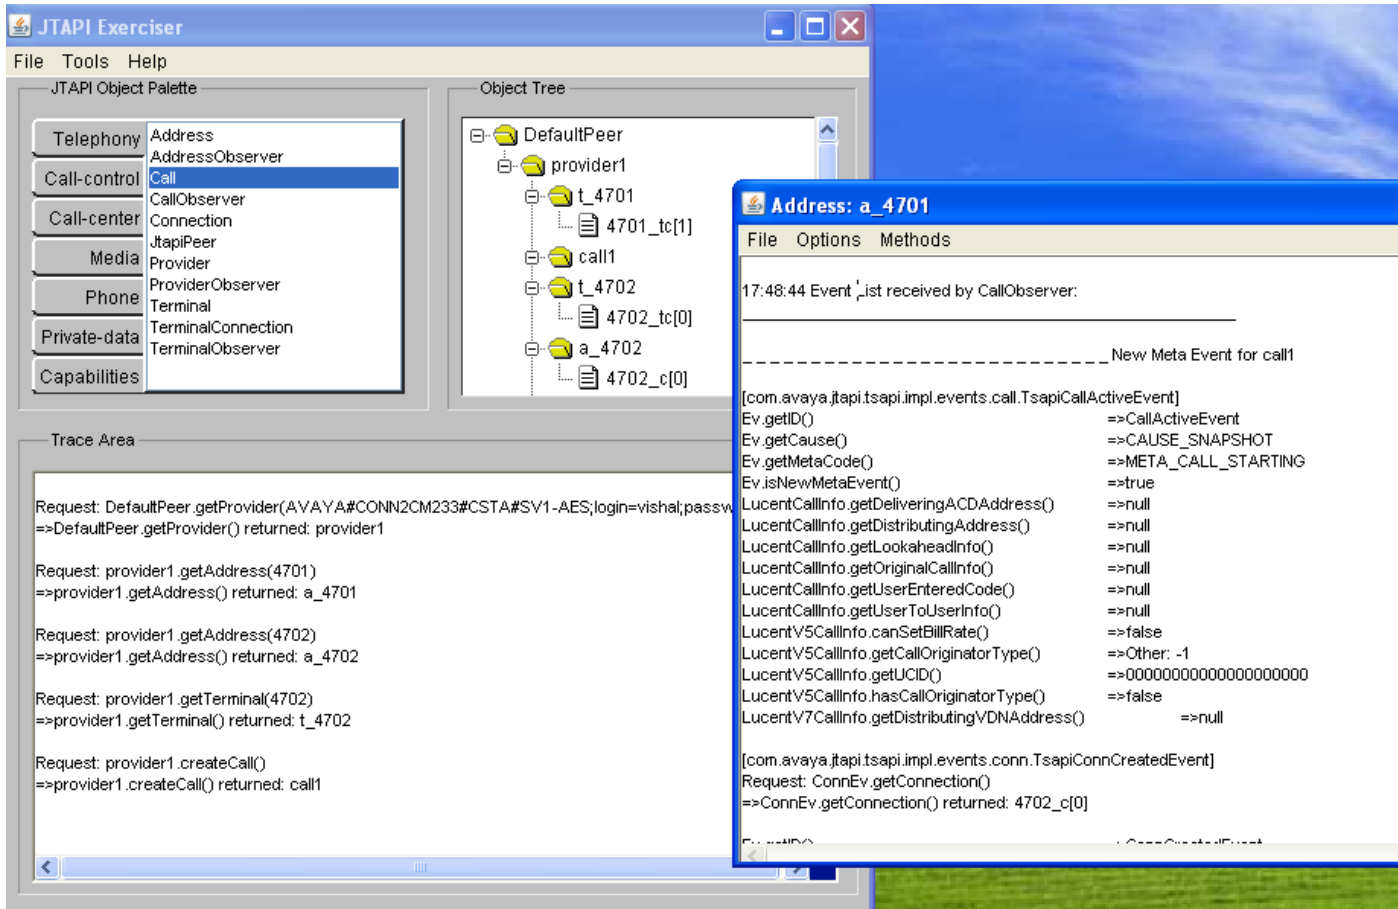 JTAPI Exerciser
File Tools Help
JTAPI Object Palette
Telephony
Call-control
Call-center
Media
Phone
Private-data
Capabilities
Address
AddressObserver
Call
CallObserver
Connection
JtapiPeer
Provider
ProviderObserver
Terminal
TerminalConnection
TerminalObserver
Object Tree
DefaultPeer
provider1
t_4701
4701_tc[1]
call1
t_4702
4702_tc[0]
a_4702
4702_c[0]
Trace Area
Request: DefaultPeer.getProvider(AVAYA#CONN2CM233#CSTA#SV1-AES;login=vishal;passw
=>DefaultPeer.getProvider() returned: provider1
Request: provider1.getAddress(4701)
=>provider1.getAddress() returned: a_4701
Request: provider1.getAddress(4702)
=>provider1.getAddress() returned: a_4702
Request: provider1.getTerminal(4702)
=>provider1.getTerminal() returned: t_4702
Request: provider1.createCall()
=>provider1.createCall() returned: call1
Address: a_4701
File Options Methods
17:48:44 Event List received by CallObserver:
_ _ _ _ _ _ _ _ _ _ _ _ _ _ _ _ _ _ _ _ _ _ _ _ _ _ _ New Meta Event for call1
[com.avaya.jtapi.tsapi.impl.events.call.TsapiCallActiveEvent]
Ev.getID() =>CallActiveEvent
Ev.getCause() =>CAUSE_SNAPSHOT
Ev.getMetaCode() =>META_CALL_STARTING
Ev.isNewMetaEvent() =>true
LucentCallInfo.getDeliveringACDAddress() =>null
LucentCallInfo.getDistributingAddress() =>null
LucentCallInfo.getLookaheadInfo() =>null
LucentCallInfo.getOriginalCallInfo() =>null
LucentCallInfo.getUserEnteredCode() =>null
LucentCallInfo.getUserToUserInfo() =>null
LucentV5CallInfo.canSetBillRate() =>false
LucentV5CallInfo.getCallOriginatorType() =>Other: -1
LucentV5CallInfo.getUCID() =>00000000000000000000
LucentV5CallInfo.hasCallOriginatorType() =>false
LucentV7CallInfo.getDistributingVDNAddress() =>null
[com.avaya.jtapi.tsapi.impl.events.conn.TsapiConnCreatedEvent]
Request: ConnEv.getConnection()
=>ConnEv.getConnection() returned: 4702_c[0]
Ev.getID() =>ConnCreatedEvent